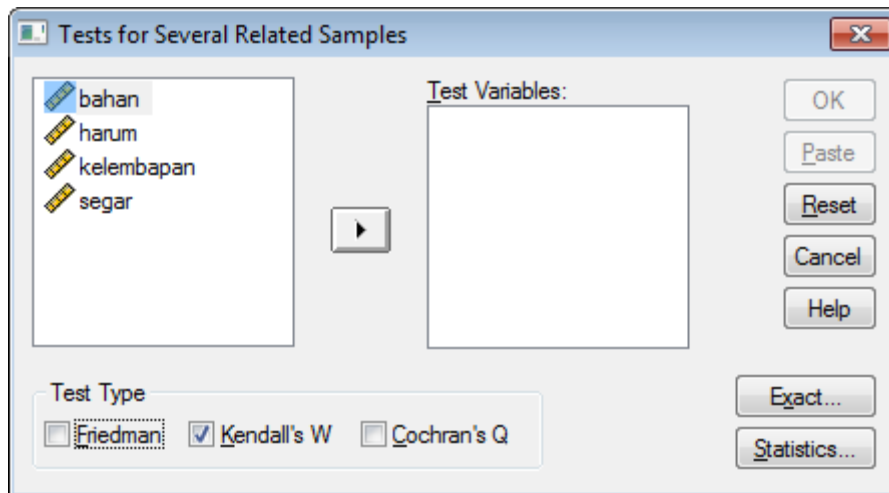 Tests for Several Related Samples
bahan
harum
kelembapan
segar
Test Variables:
OK
Paste
Reset
Cancel
Help
Test Type
Friedman
Kendall's W
Cochran's Q
Exact...
Statistics...